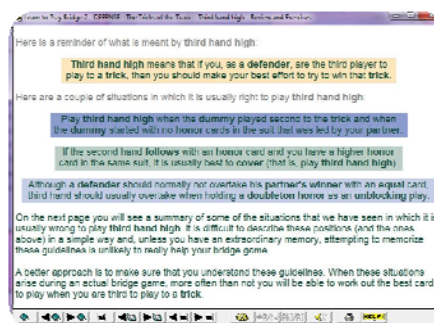 Learn to Play Bridge 2 - DEFENSE - The Tricks of the Trade - Third hand high - Review and Exercises
Here is a reminder of what is meant by third hand high:
Third hand high means that if you, as a defender, are the third player to
play to a trick, then you should make your best effort to try to win that trick.
Here are a couple of situations in which it is usually right to play third hand high:
Play third hand high when the dummy played second to the trick and when
the dummy started with no honor cards in the suit that was led by your partner.
If the second hand follows with an honor card and you have a higher honor
card in the same suit, it is usually best to cover (that is, play third hand high)
Although a defender should normally not overtake his partner's winner with an equal card,
third hand should usually overtake when holding a doubleton honor as an unblocking play.
On the next page you will see a summary of some of the situations that we have seen in which it is
usually wrong to play third hand high. It is difficult to describe these positions (and the ones
above) in a simple way and, unless you have an extraordinary memory, attempting to memorize
these guidelines is unlikely to really help your bridge game.
A better approach is to make sure that you understand these guidelines. When these situations
arise during an actual bridge game, more often than not you will be able to work out the best card
to play when you are third to play to a trick.
HELP